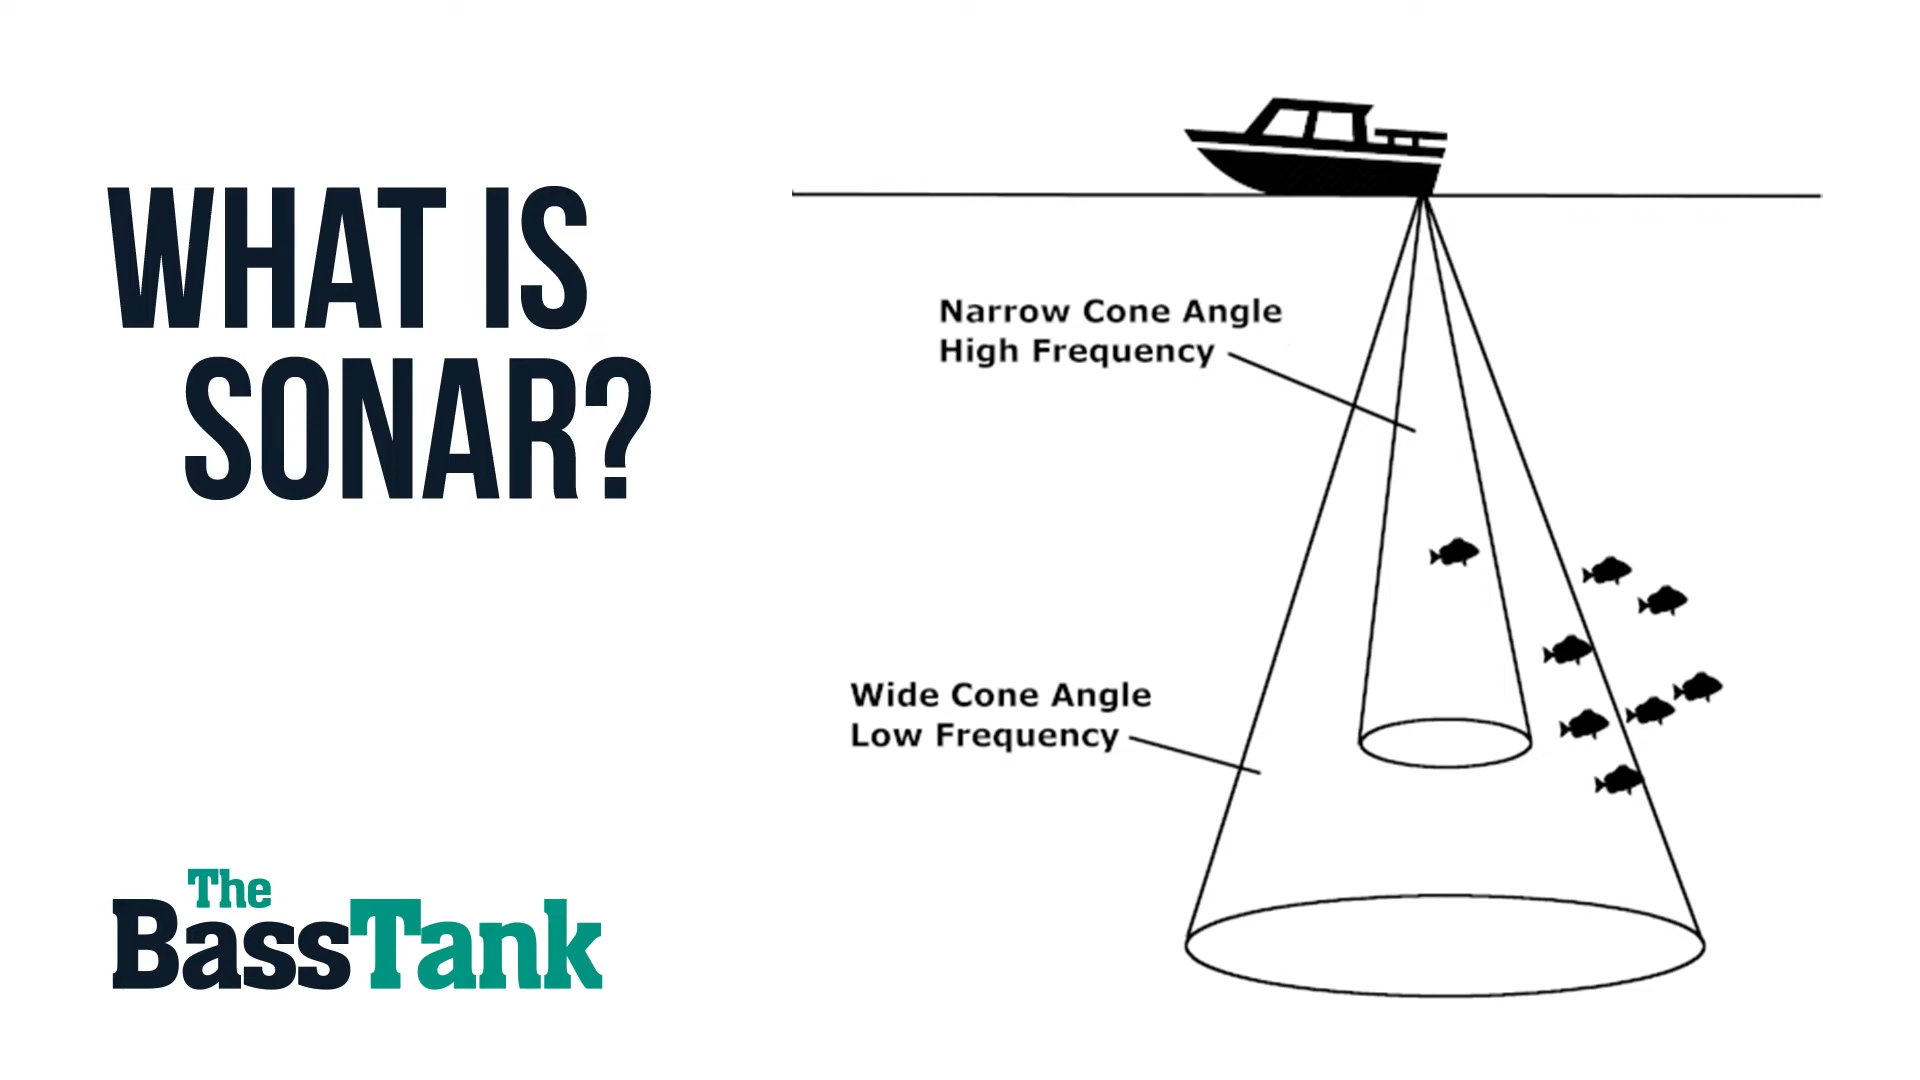 WHAT IS
SONAR?
Narrow Cone Angle
High Frequency
Wide Cone Angle
Low Frequency
The
BassTank